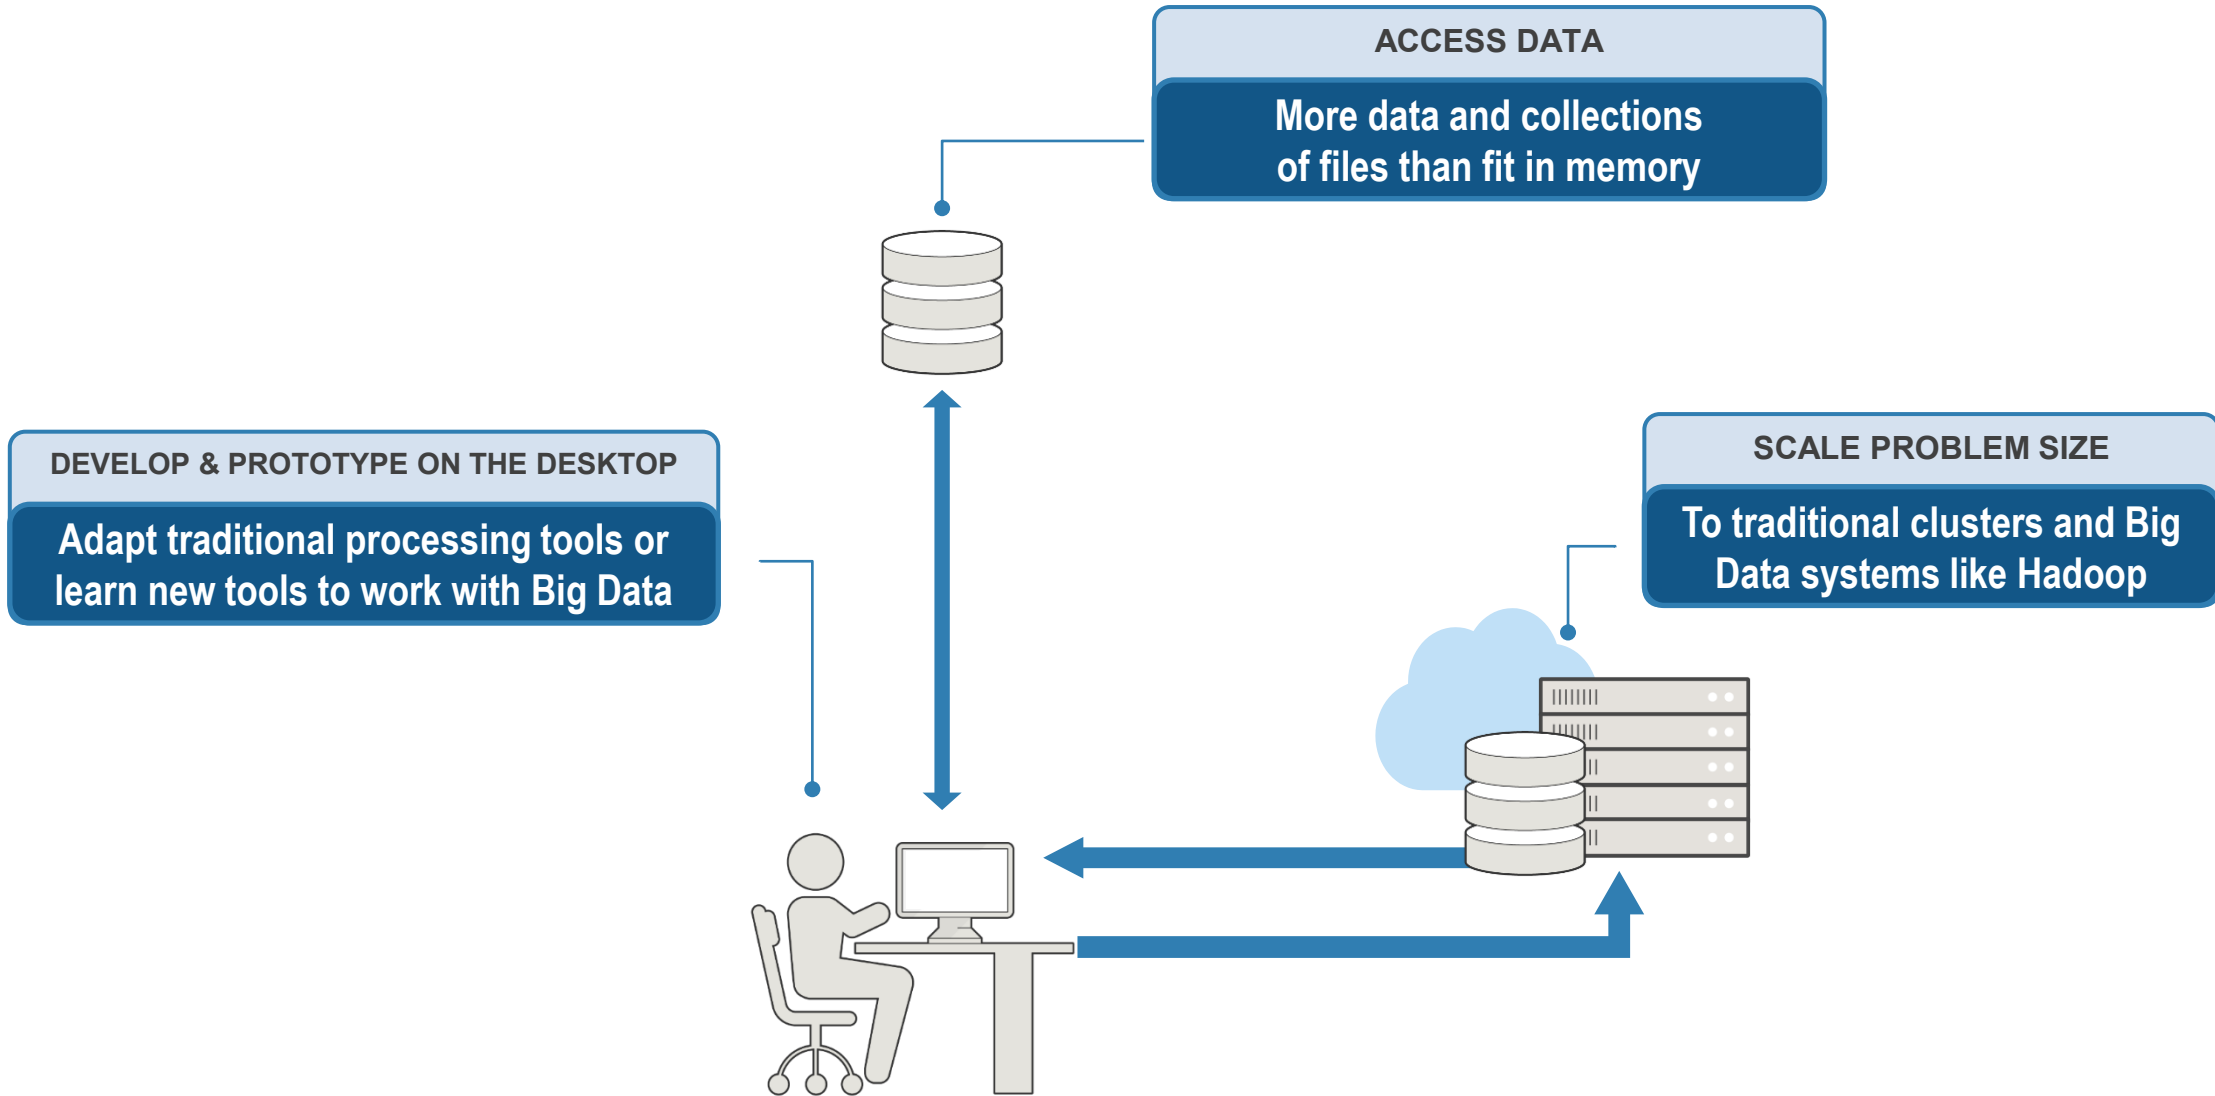 ACCESS DATA
More data and collections
of files than fit in memory
DEVELOP & PROTOTYPE ON THE DESKTOP
Adapt traditional processing tools or
learn new tools to work with Big Data
SCALE PROBLEM SIZE
To traditional clusters and Big
Data systems like Hadoop